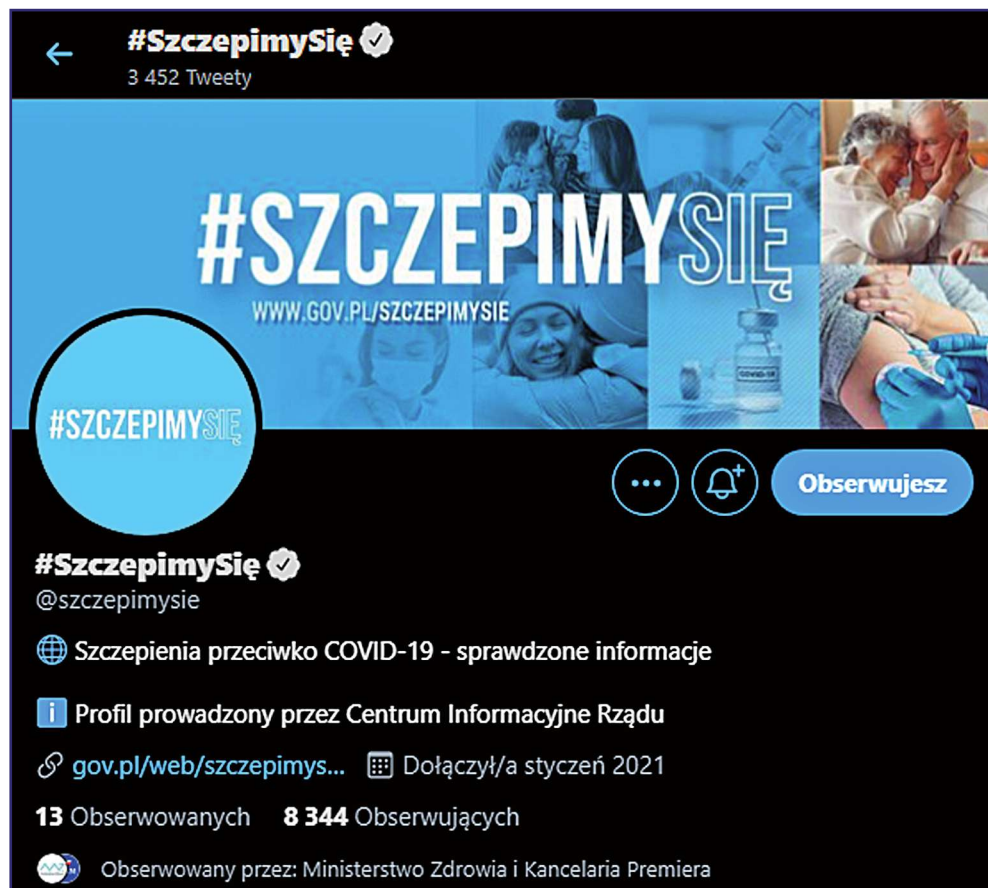 #SzczepimySię
3 452 Tweety
#SZCZEPIMYSIĘ
WWW.GOV.PL/SZCZEPIMYSIE
COVID-19
#SZCZEPIMYSIĘ
Obserwujesz
#SzczepimySię
@szczepimysie
Szczepienia przeciwko COVID-19 - sprawdzone informacje
Profil prowadzony przez Centrum Informacyjne Rządu
gov.pl/web/szczepimys... Dołączył/a styczeń 2021
13 Obserwowanych 8 344 Obserwujących
Obserwowany przez: Ministerstwo Zdrowia i Kancelaria Premiera